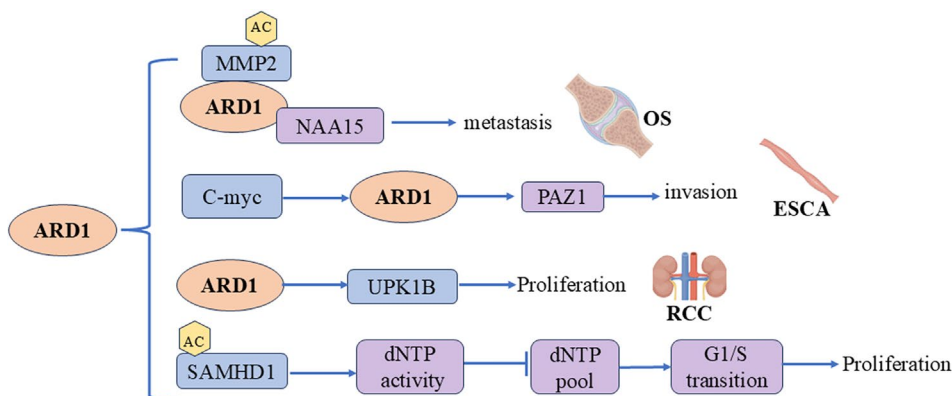 AC
MMP2
ARD1
NAA15
metastasis
OS
C-myc
ARD1
PAZ1
invasion
ESCA
ARD1
ARD1
UPK1B
Proliferation
RCC
AC
SAMHD1
dNTP
activity
dNTP
pool
G1/S
transition
Proliferation